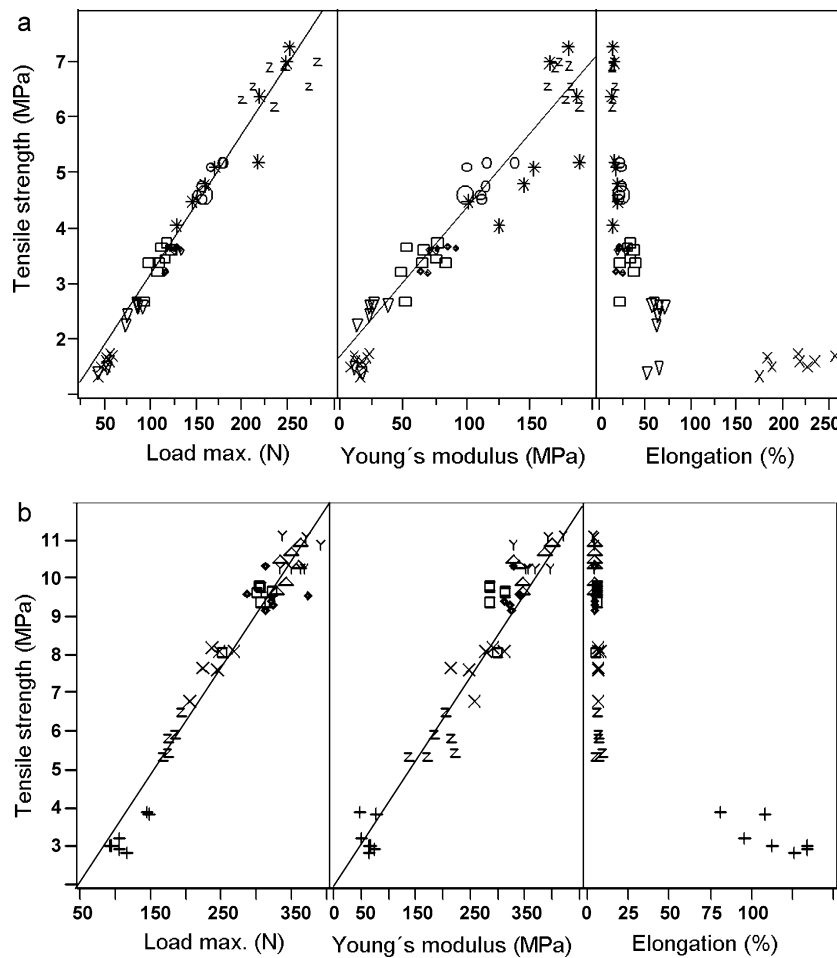 a
7
6
5
4
3
2
Tensile strength (MPa)
50 100 150 200 250 0 50 100 150 0 50 100 150 200 250
Load max. (N) Young´s modulus (MPa) Elongation (%)
b
11
10
9
8
7
6
5
4
3
Tensile strength (MPa)
50 150 250 350 50 150 250 350 450 0 25 75 100
Load max. (N) Young´s modulus (MPa) Elongation (%)